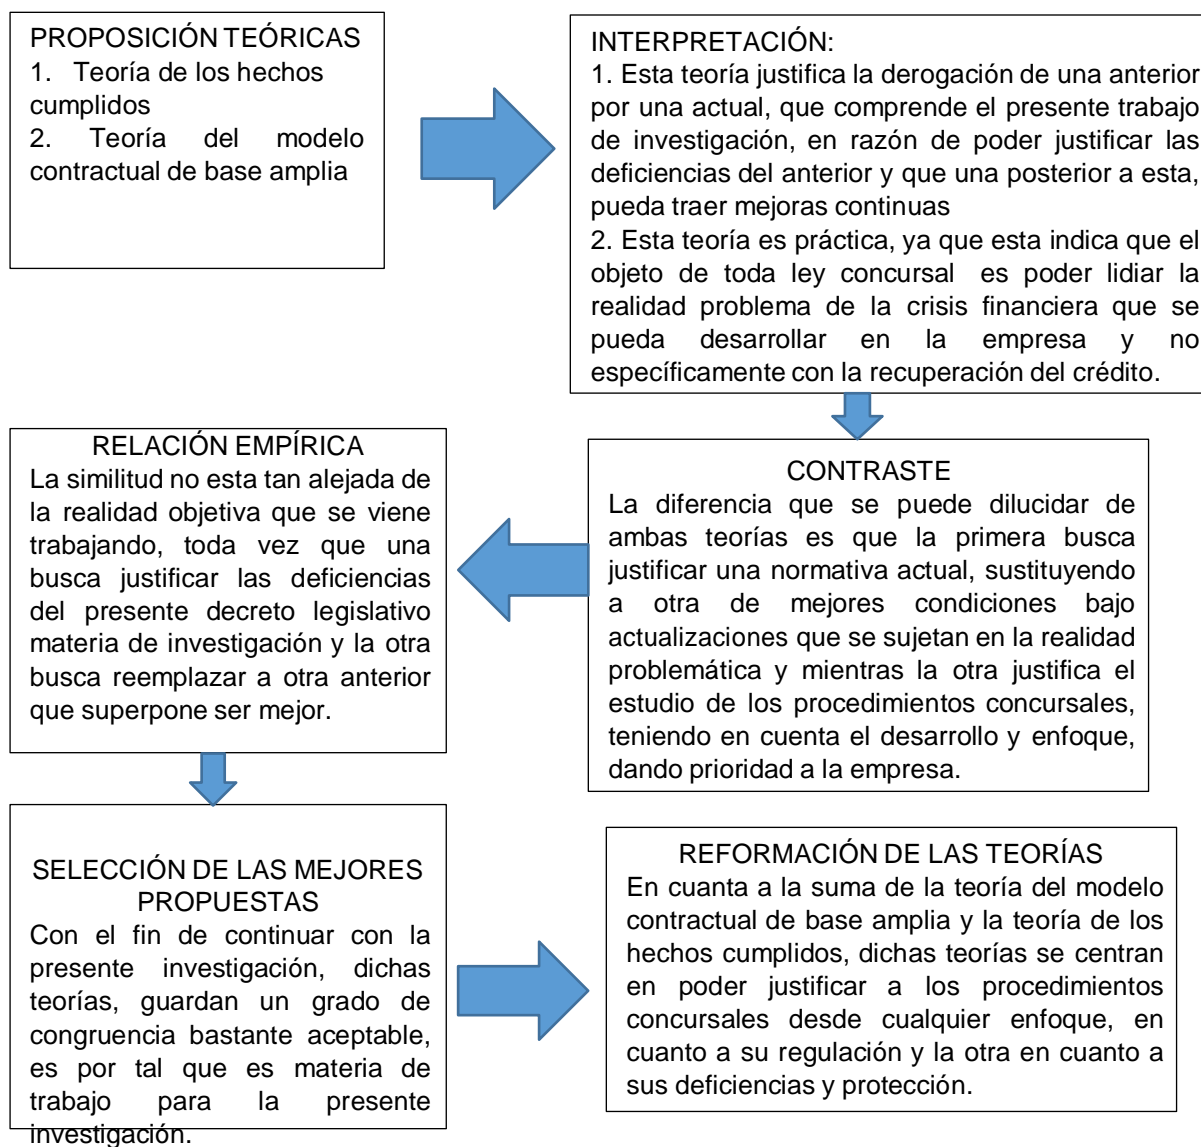 PROPOSICIÓN TEÓRICAS
1. Teoría de los hechos
cumplidos
2. Teoría del modelo
contractual de base amplia
INTERPRETACIÓN:
1. Esta teoría justifica la derogación de una anterior
por una actual, que comprende el presente trabajo
de investigación, en razón de poder justificar las
deficiencias del anterior y que una posterior a esta,
pueda traer mejoras continuas
2. Esta teoría es práctica, ya que esta indica que el
objeto de toda ley concursal es poder lidiar la
realidad problema de la crisis financiera que se
pueda desarrollar en la empresa y no
específicamente con la recuperación del crédito.
CONTRASTE
La diferencia que se puede dilucidar de
ambas teorías es que la primera busca
justificar una normativa actual, sustituyendo
a otra de mejores condiciones bajo
actualizaciones que se sujetan en la realidad
problemática y mientras la otra justifica el
estudio de los procedimientos concursales,
teniendo en cuenta el desarrollo y enfoque,
dando prioridad a la empresa.
RELACIÓN EMPÍRICA
La similitud no esta tan alejada de
la realidad objetiva que se viene
trabajando, toda vez que una
busca justificar las deficiencias
del presente decreto legislativo
materia de investigación y la otra
busca reemplazar a otra anterior
que superpone ser mejor.
SELECCIÓN DE LAS MEJORES
PROPUESTAS
Con el fin de continuar con la
presente investigación, dichas
teorías, guardan un grado de
congruencia bastante aceptable,
es por tal que es materia de
trabajo para la presente
investigación.
REFORMACIÓN DE LAS TEORÍAS
En cuanta a la suma de la teoría del modelo
contractual de base amplia y la teoría de los
hechos cumplidos, dichas teorías se centran
en poder justificar a los procedimientos
concursales desde cualquier enfoque, en
cuanto a su regulación y la otra en cuanto a
sus deficiencias y protección.